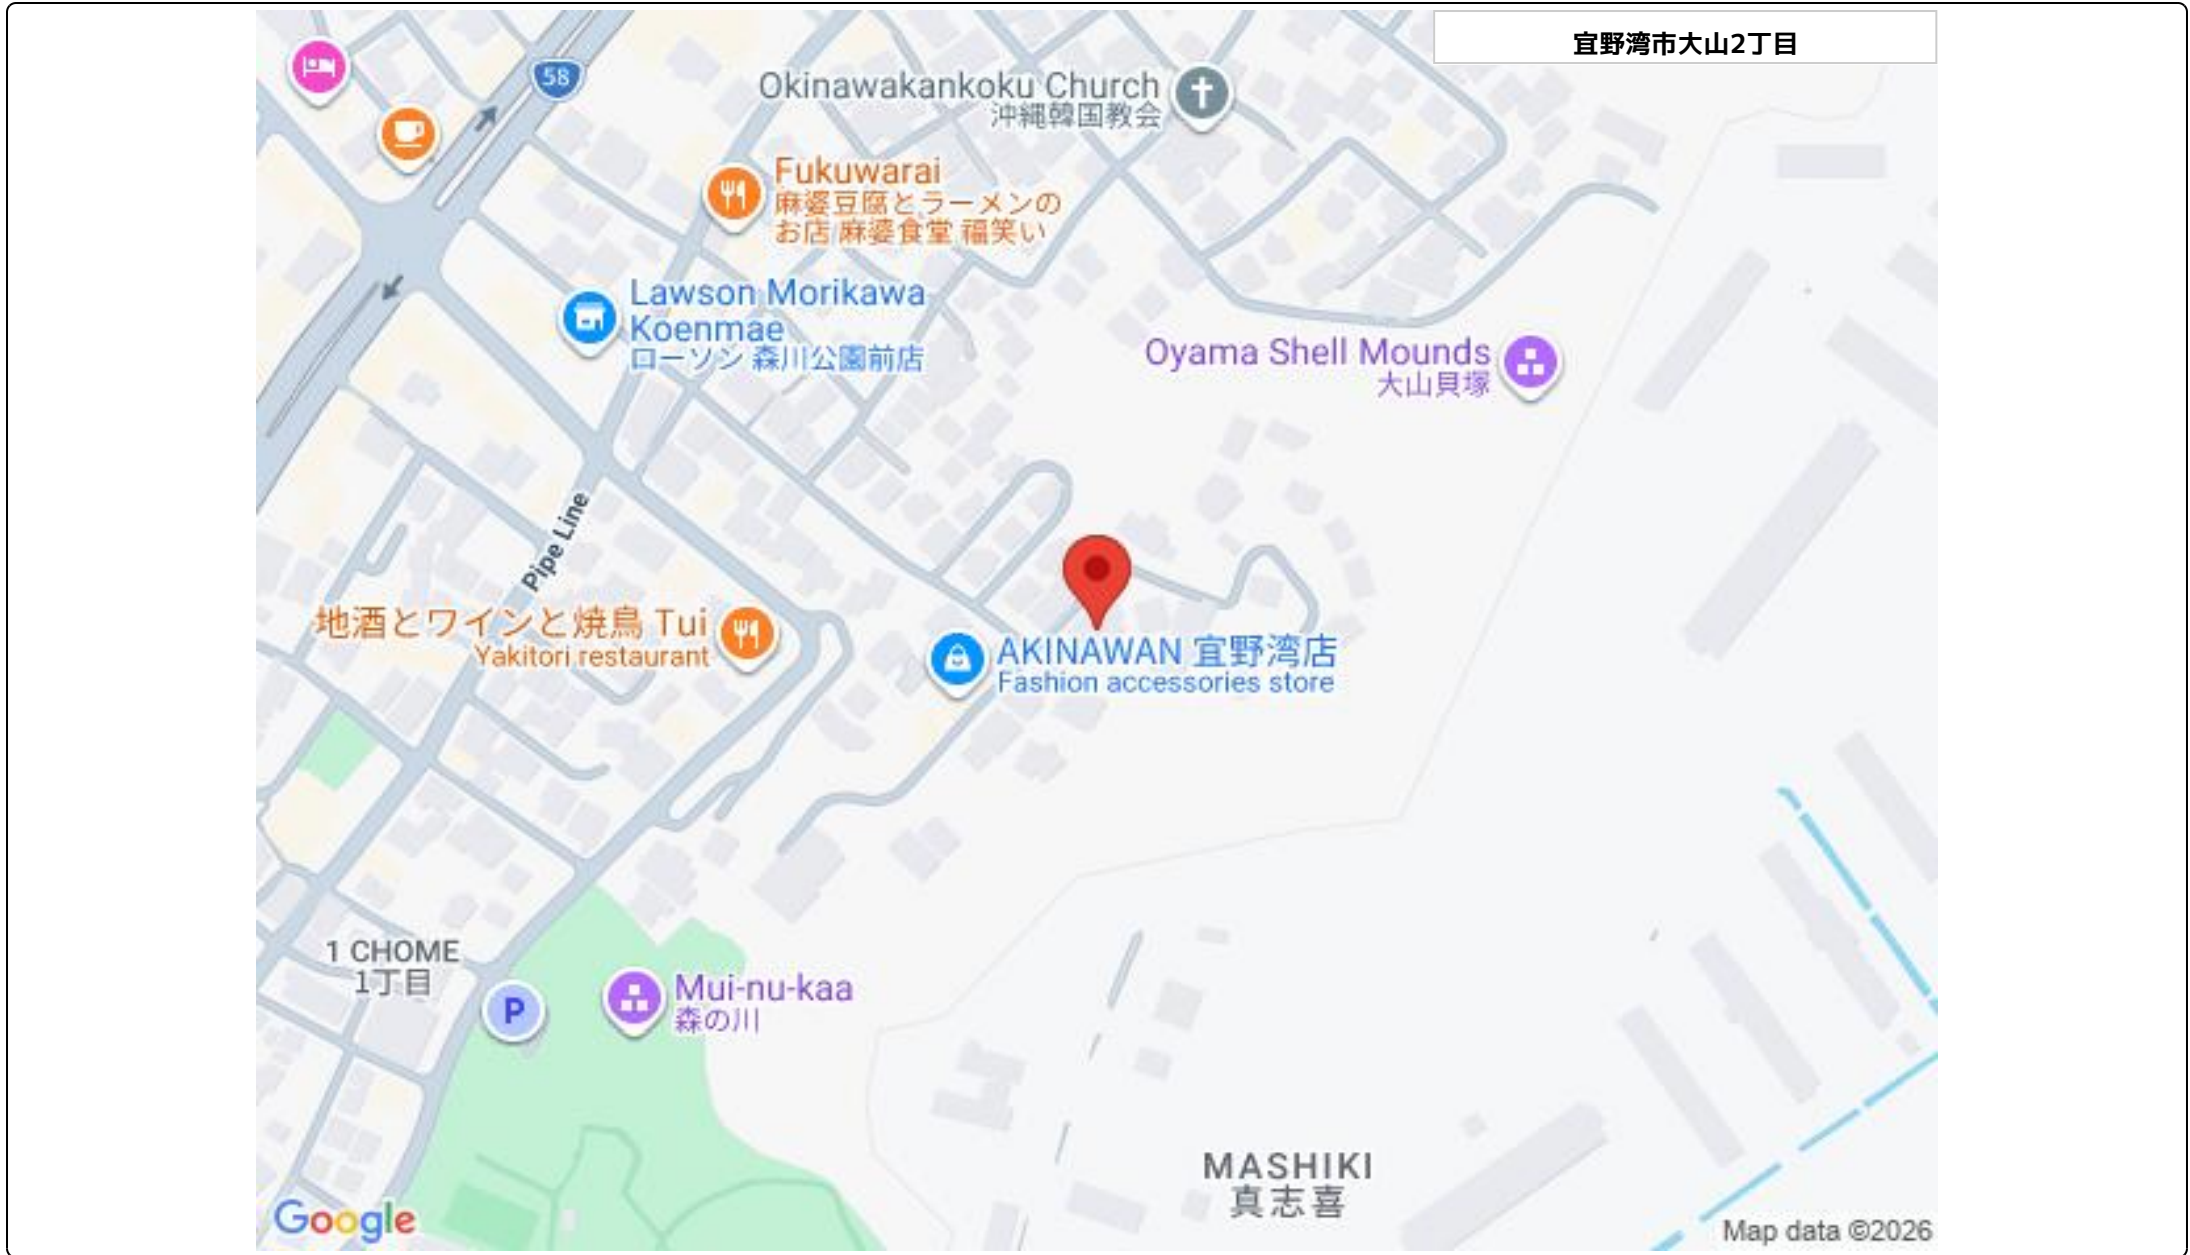 宜野湾市大山2丁目
58
Okinawakankoku Church
沖縄韓国教会
Fukuwarai
麻婆豆腐とラーメンの
お店 麻婆食堂 福笑い
Lawson Morikawa
Koenmae
ローソン 森川公園前店
Oyama Shell Mounds
大山貝塚
Pipe Line
地酒とワインと焼鳥 Tui
Yakitori restaurant
AKINAWAN 宜野湾店
Fashion accessories store
1 CHOME
1丁目
P
Mui-nu-kaa
森の川
MASHIKI
真志喜
Google
Map data ©2026